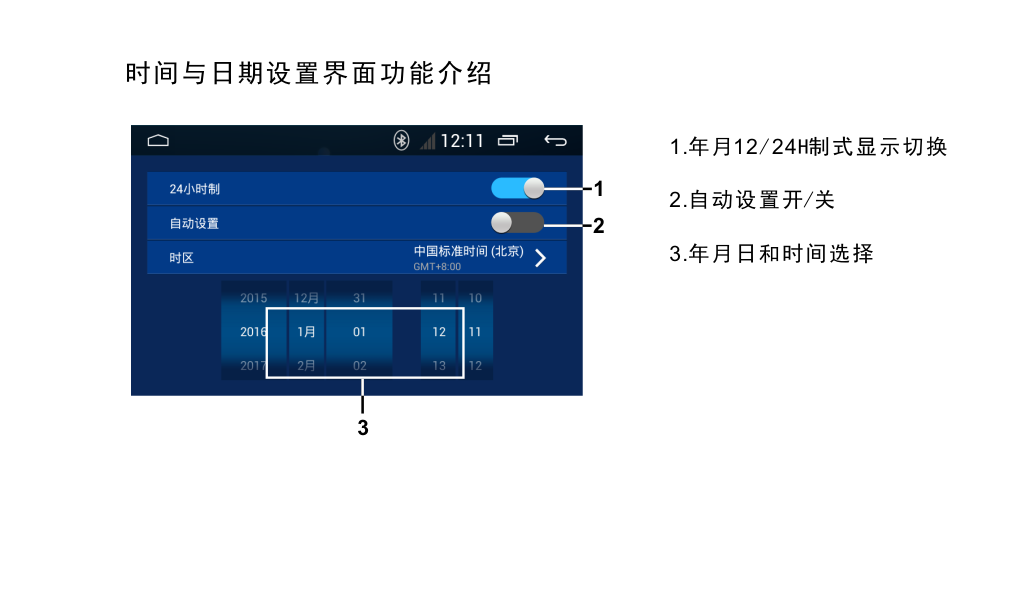 时间与日期设置界面功能介绍
12:11
24小时制
1
自动设置
2
时区
中国标准时间 (北京)
GMT+8:00
2015 12月 31 11 10
2016 1月 01 12 11
2017 2月 02 13 12
3
1.年月12/24H制式显示切换
2.自动设置开/关
3.年月日和时间选择